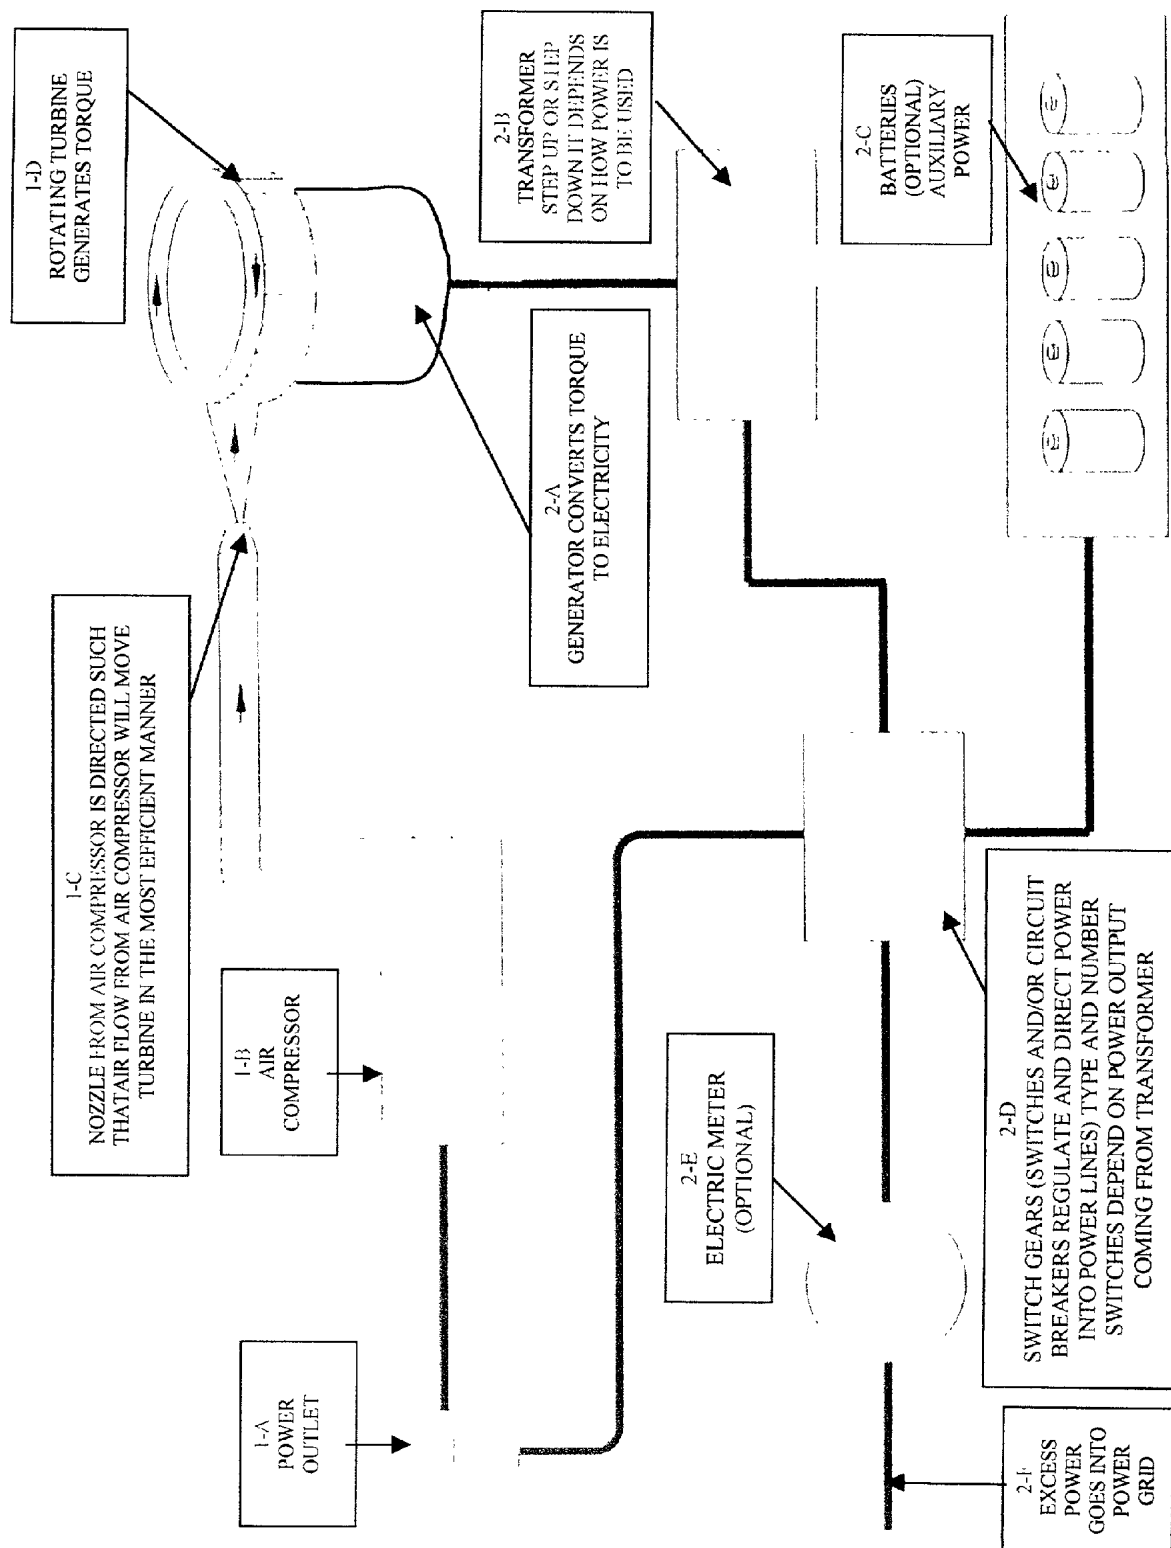 1-A
POWER
OUTLET
1-B
AIR
COMPRESSOR
1-C
NOZZLE FROM AIR COMPRESSOR IS DIRECTED SUCH
THATAIR FLOW FROM AIR COMPRESSOR WILL MOVE
TURBINE IN THE MOST EFFICIENT MANNER
1-D
ROTATING TURBINE
GENERATES TORQUE
2-A
GENERATOR CONVERTS TORQUE
TO ELECTRICITY
2-B
TRANSFORMER
STEP UP OR STEP
DOWN IT DEPENDS
ON HOW POWER IS
TO BE USED
2-C
BATTERIES
(OPTIONAL)
AUXILIARY
POWER
2-E
ELECTRIC METER
(OPTIONAL)
2-D
SWITCH GEARS (SWITCHES AND/OR CIRCUIT
BREAKERS REGULATE AND DIRECT POWER
INTO POWER LINES) TYPE AND NUMBER
SWITCHES DEPEND ON POWER OUTPUT
COMING FROM TRANSFORMER
2-F
EXCESS
POWER
GOES INTO
POWER
GRID